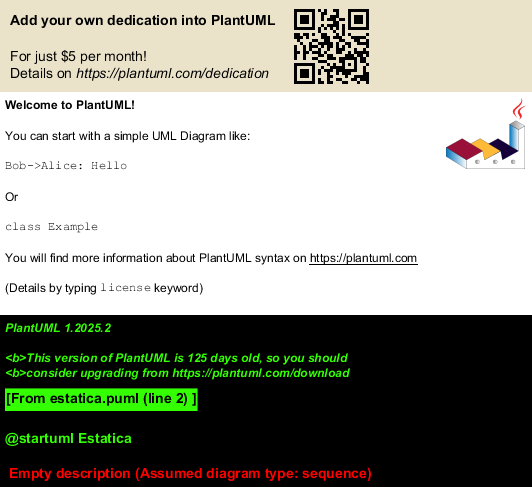 Add your own dedication into PlantUML
For just $5 per month!
Details on https://plantuml.com/dedication
Welcome to PlantUML!
You can start with a simple UML Diagram like:
Bob->Alice: Hello
Or
class Example
You will find more information about PlantUML syntax on https://plantuml.com
(Details by typing license keyword)
PlantUML 1.2025.2
<b>This version of PlantUML is 125 days old, so you should
<b>consider upgrading from https://plantuml.com/download
[From estatica.puml (line 2) ]
@startuml Estatica
Empty description (Assumed diagram type: sequence)